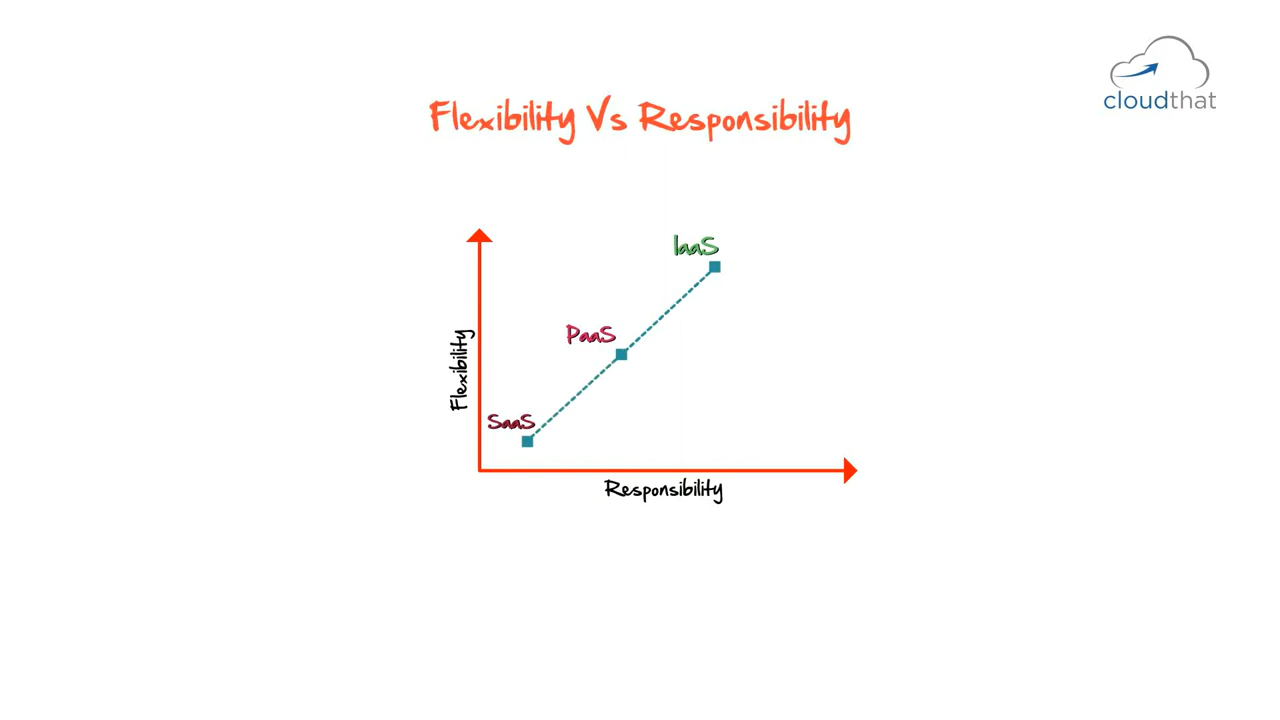 cloudthat
Flexibility Vs Responsibility
IaaS
PaaS
SaaS
Flexibility
Responsibility